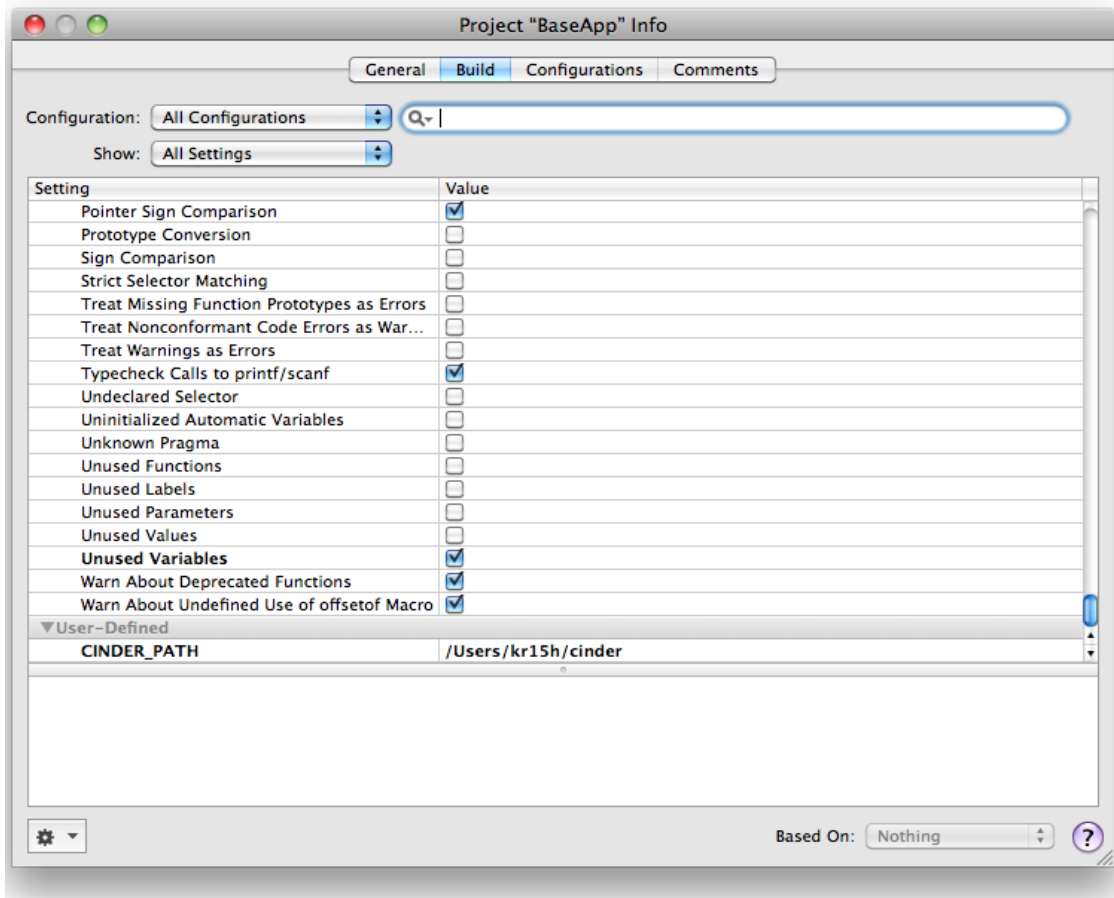 Project “BaseApp” Info
General Build Configurations Comments
Configuration: All Configurations
Show: All Settings
Setting Value
Pointer Sign Comparison
Prototype Conversion
Sign Comparison
Strict Selector Matching
Treat Missing Function Prototypes as Errors
Treat Nonconformant Code Errors as War...
Treat Warnings as Errors
Typecheck Calls to printf/scanf
Undeclared Selector
Uninitialized Automatic Variables
Unknown Pragma
Unused Functions
Unused Labels
Unused Parameters
Unused Values
Unused Variables
Warn About Deprecated Functions
Warn About Undefined Use of offsetof Macro
User-Defined
CINDER_PATH /Users/kr15h/cinder
Based On: Nothing ?